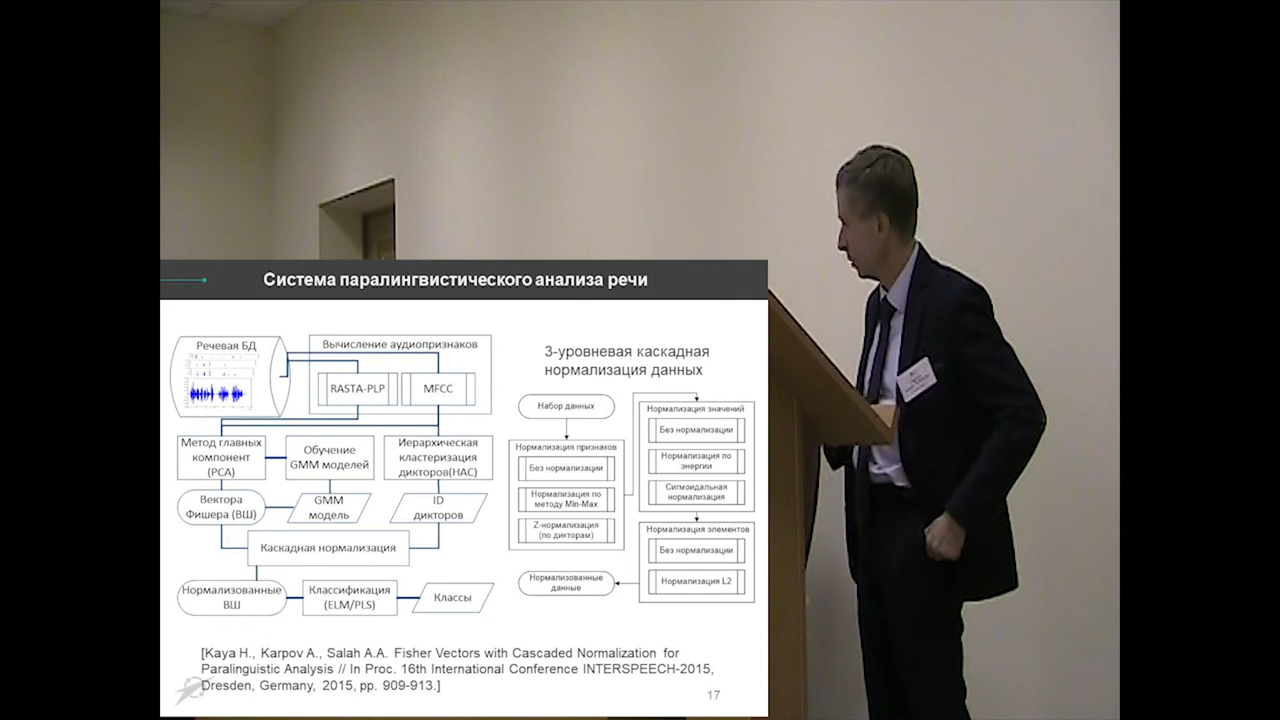 Система паралингвистического анализа речи
Речевая БД
Вычисление аудиопризнаков
RASTA-PLP
MFCC
Метод главных
компонент
(PCA)
Обучение
GMM моделей
Иерархическая
кластеризация
дикторов(HAC)
Вектора
Фишера (ВШ)
GMM
модель
ID
дикторов
Каскадная нормализация
Нормализованные
ВШ
Классификация
(ELM/PLS)
Классы
3-уровневая каскадная
нормализация данных
Набор данных
Нормализация признаков
Без нормализации
Нормализация по
методу Min-Max
Z-нормализация
(по дикторам)
Нормализация значений
Без нормализации
Нормализация по
энергии
Сигмоидальная
нормализация
Нормализация элементов
Без нормализации
Нормализация L2
Нормализованные
данные
[Kaya H., Karpov A., Salah A.A. Fisher Vectors with Cascaded Normalization for
Paralinguistic Analysis // In Proc. 16th International Conference INTERSPEECH-2015,
Dresden, Germany, 2015, pp. 909-913.]
17